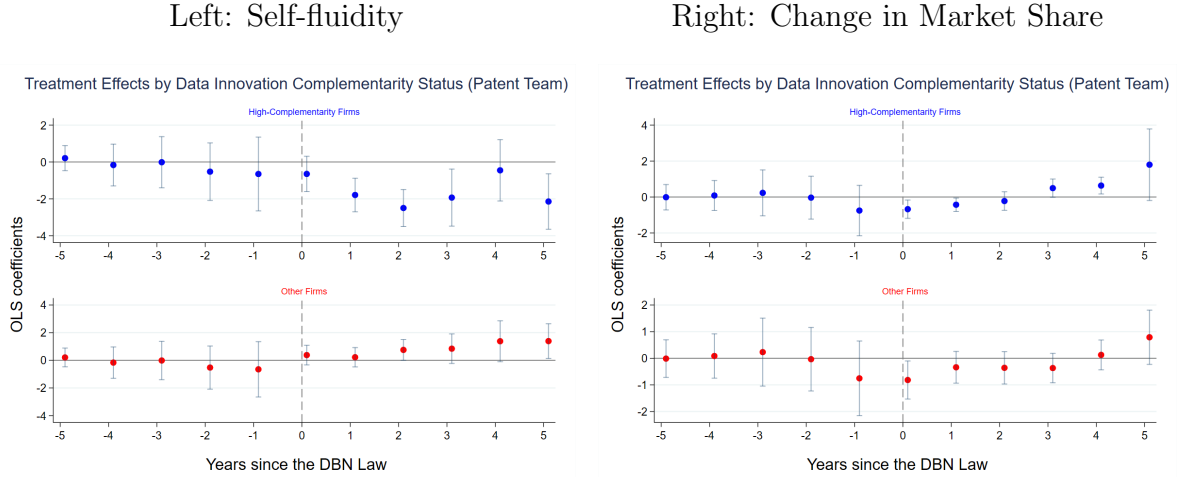 Left: Self-fluidity
Right: Change in Market Share
Treatment Effects by Data Innovation Complementarity Status (Patent Team)
High-Complementarity Firms
2
0
-2
-4
-5 -4 -3 -2 -1 0 1 2 3 4 5
Other Firms
4
2
0
-2
-4
-5 -4 -3 -2 -1 0 1 2 3 4 5
OLS coefficients
Years since the DBN Law
Treatment Effects by Data Innovation Complementarity Status (Patent Team)
High-Complementarity Firms
4
2
0
-2
-5 -4 -3 -2 -1 0 1 2 3 4 5
Other Firms
2
1
0
-1
-2
-5 -4 -3 -2 -1 0 1 2 3 4 5
OLS coefficients
Years since the DBN Law